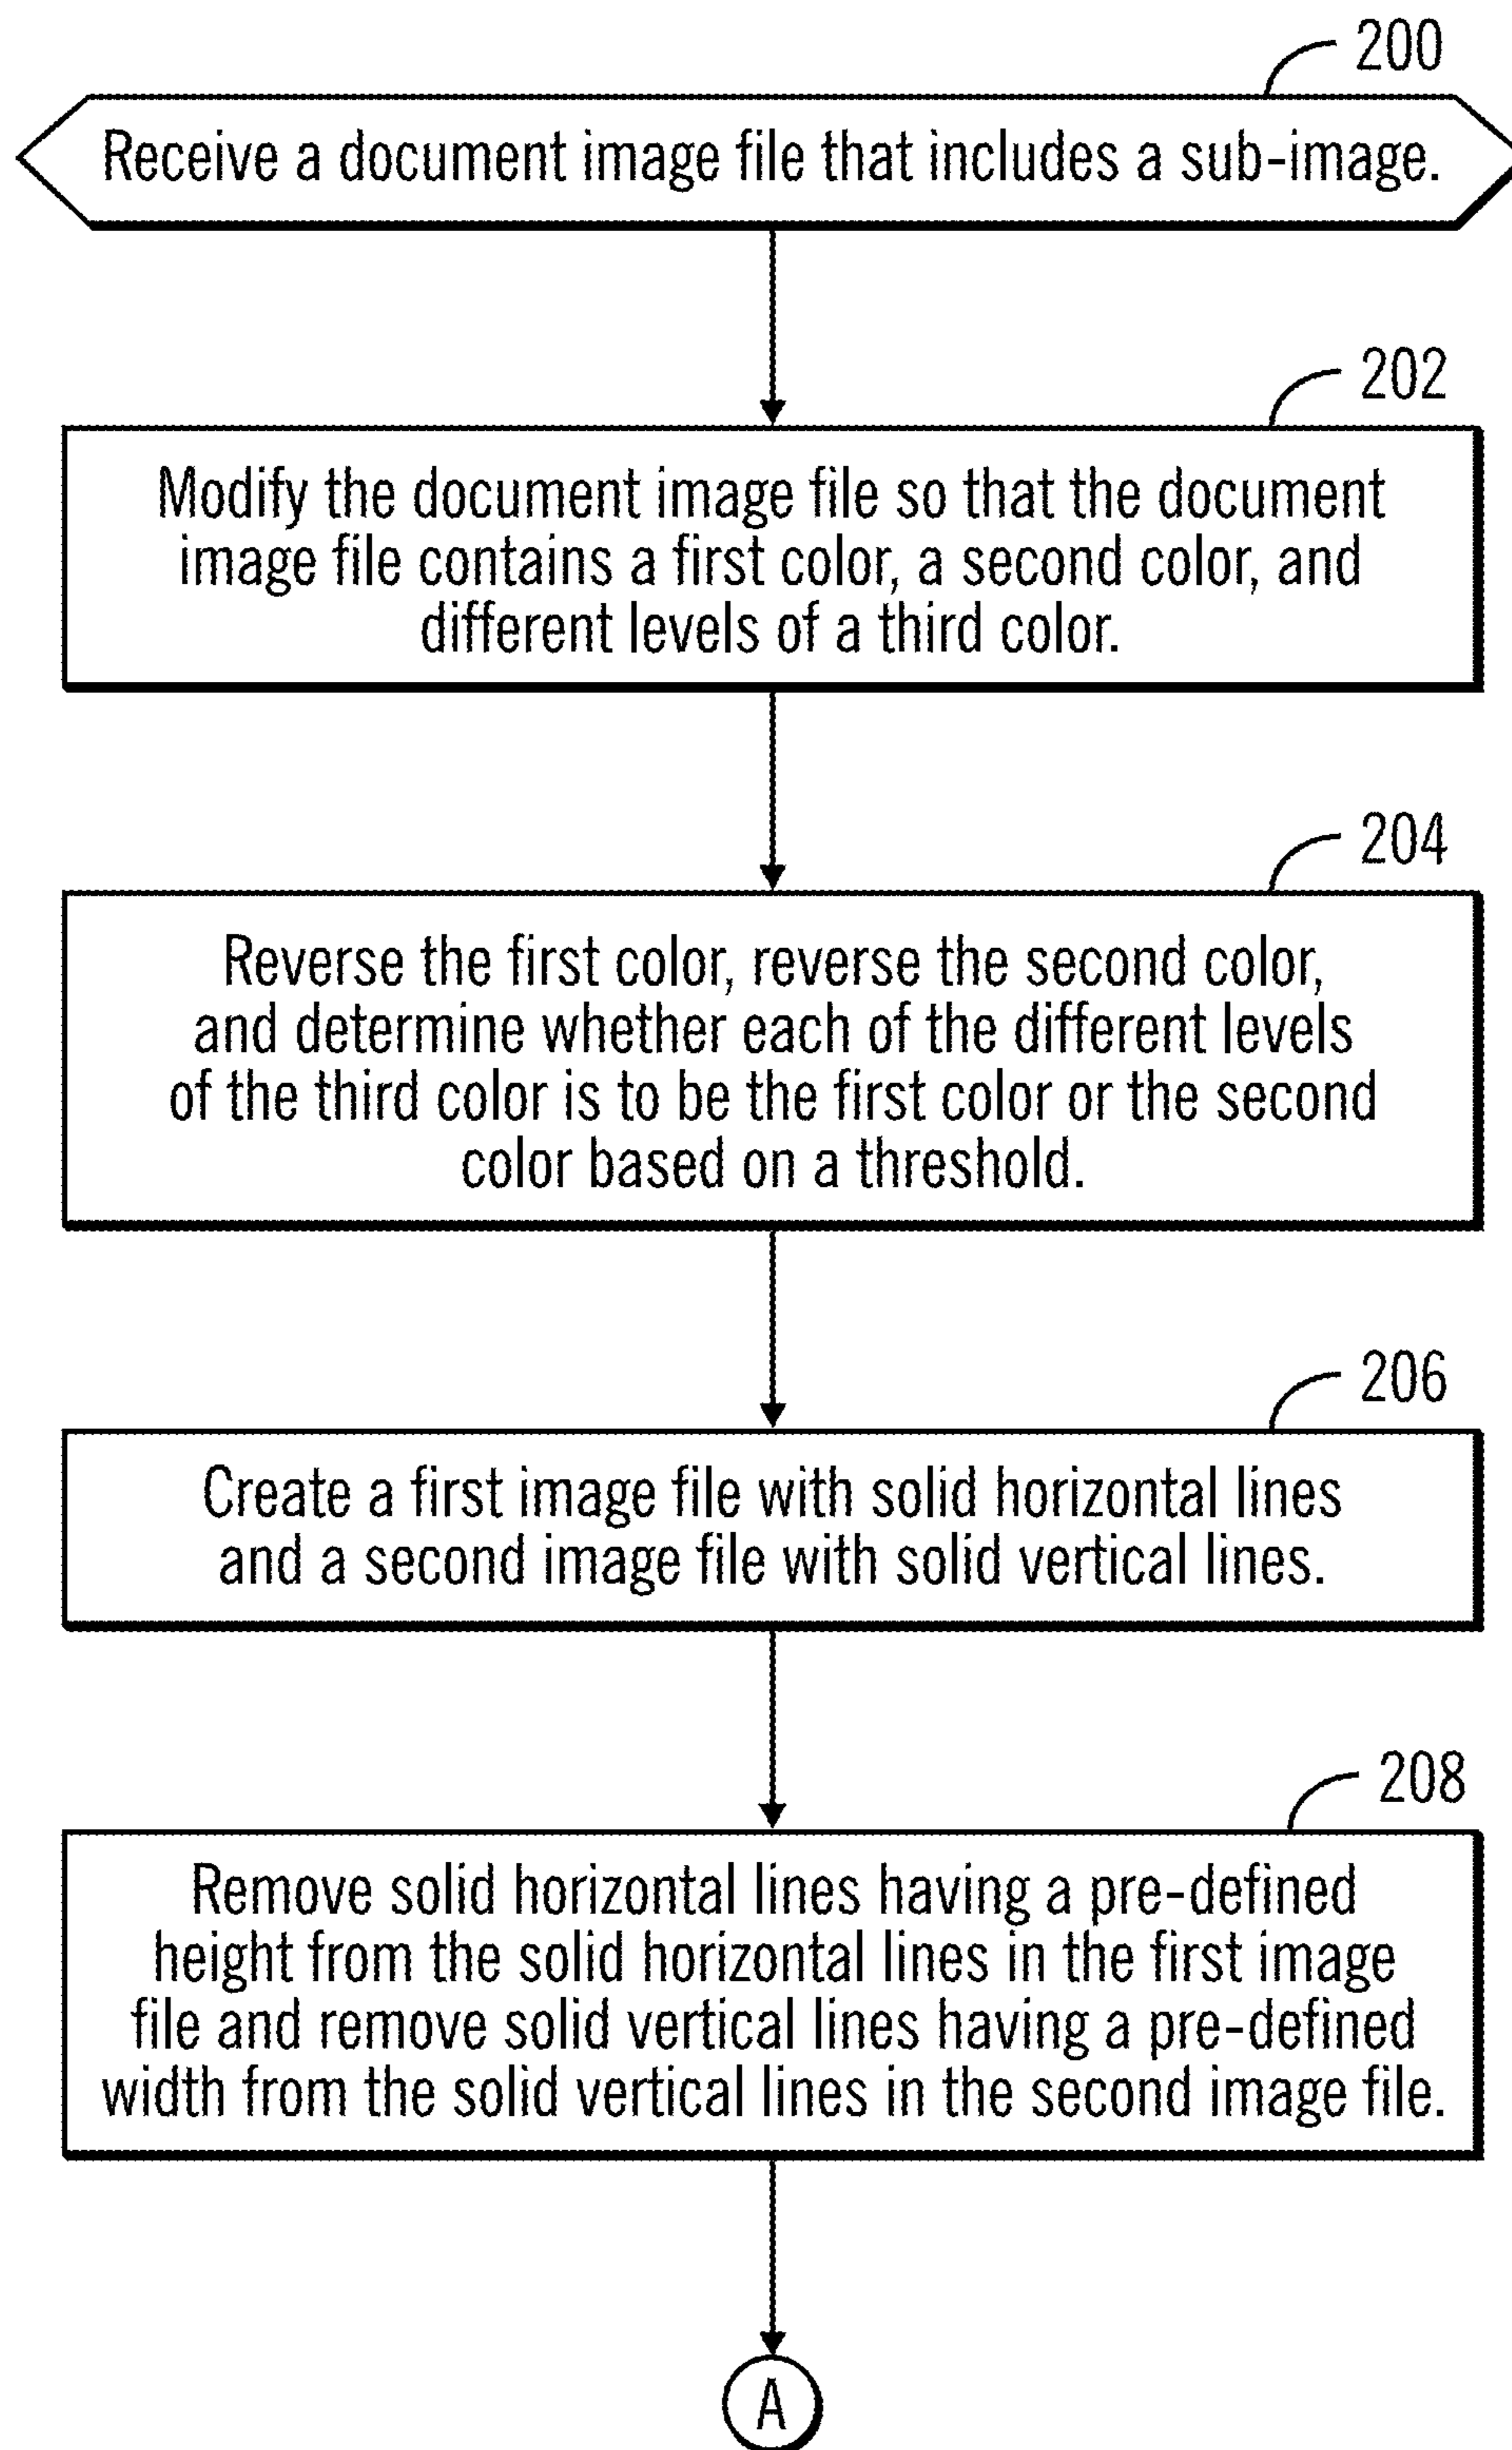 200
Receive a document image file that includes a sub-image.
202
Modify the document image file so that the document
image file contains a first color, a second color, and
different levels of a third color.
204
Reverse the first color, reverse the second color,
and determine whether each of the different levels
of the third color is to be the first color or the second
color based on a threshold.
206
Create a first image file with solid horizontal lines
and a second image file with solid vertical lines.
208
Remove solid horizontal lines having a pre-defined
height from the solid horizontal lines in the first image
file and remove solid vertical lines having a pre-defined
width from the solid vertical lines in the second image file.
A